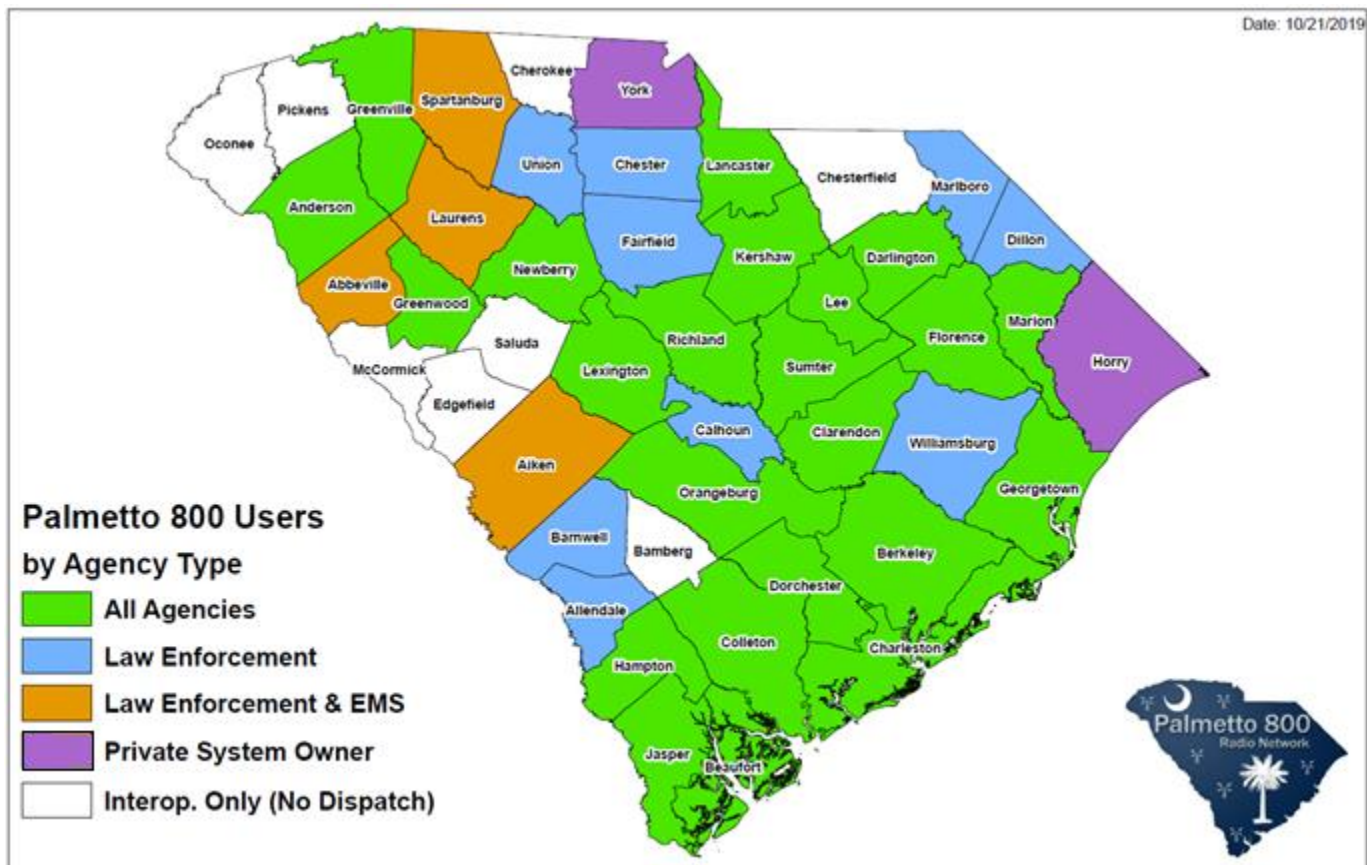 Date: 10/21/2019
Cherokee
York
Spartanburg
Pickens
Greenville
Oconee
Union
Chester
Lancaster
Chesterfield
Marlboro
Anderson
Laurens
Fairfield
Dillon
Kershaw
Darlington
Newberry
Abbeville
Greenwood
Lee
Marion
Saluda
Richland
Florence
McCormick
Lexington
Sumter
Horry
Edgefield
Calhoun
Clarendon
Williamsburg
Aiken
Orangeburg
Georgetown
Barnwell
Bamberg
Berkeley
Dorchester
Allendale
Colleton
Charleston
Hampton
Jasper
Beaufort
Palmetto 800 Users
by Agency Type
All Agencies
Law Enforcement
Law Enforcement & EMS
Private System Owner
Interop. Only (No Dispatch)
Palmetto 800
Radio Network